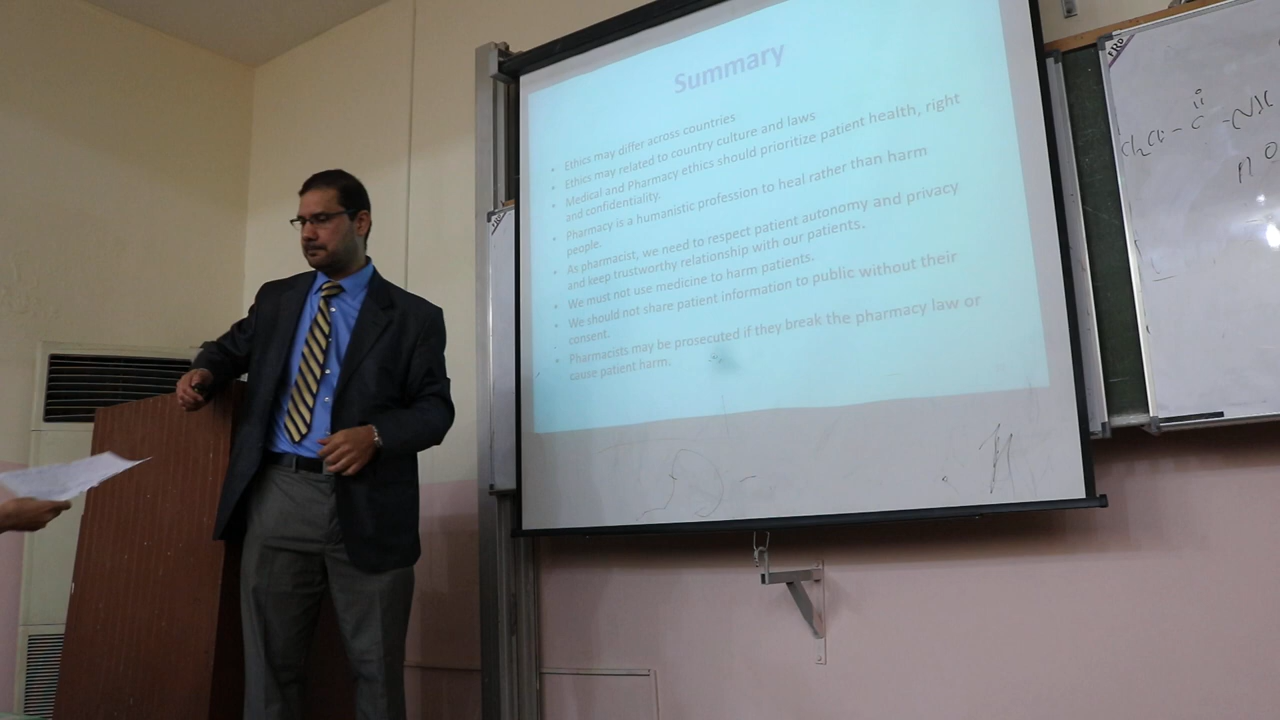 Summary
Ethics may differ across countries
Ethics may related to country culture and laws
Medical and Pharmacy ethics should prioritize patient health, right
and confidentiality.
Pharmacy is a humanistic profession to heal rather than harm
people.
As pharmacist, we need to respect patient autonomy and privacy
and keep trustworthy relationship with our patients.
We must not use medicine to harm patients.
We should not share patient information to public without their
consent.
Pharmacists may be prosecuted if they break the pharmacy law or
cause patient harm.